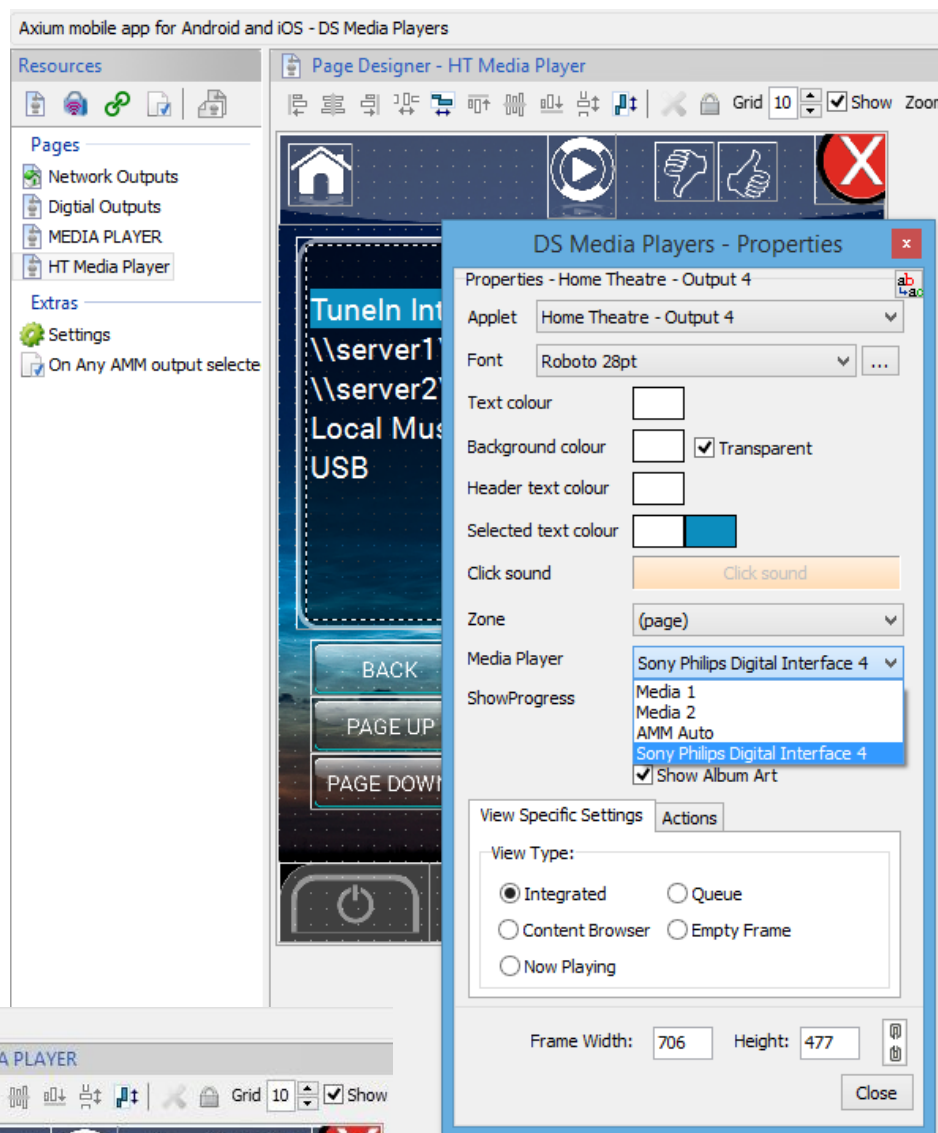 Axium mobile app for Android and iOS - DS Media Players
Resources
Pages
Network Outputs
Digtial Outputs
MEDIA PLAYER
HT Media Player
Extras
Settings
On Any AMM output selecte
Page Designer - HT Media Player
Grid 10 Show Zoor
X
TuneIn Int
\\server1\
\\server2\
Local Mus
USB
BACK
PAGE UP
PAGE DOWN
DS Media Players - Properties
x
Properties - Home Theatre - Output 4
ab
ac
Applet Home Theatre - Output 4
Font Roboto 28pt ...
Text colour
Background colour Transparent
Header text colour
Selected text colour
Click sound Click sound
Zone (page)
Media Player Sony Philips Digital Interface 4
ShowProgress
Media 1
Media 2
AMM Auto
Sony Philips Digital Interface 4
Show Album Art
View Specific Settings Actions
View Type:
Integrated Queue
Content Browser Empty Frame
Now Playing
Frame Width: 706 Height: 477
Close
A PLAYER
Grid 10 Show